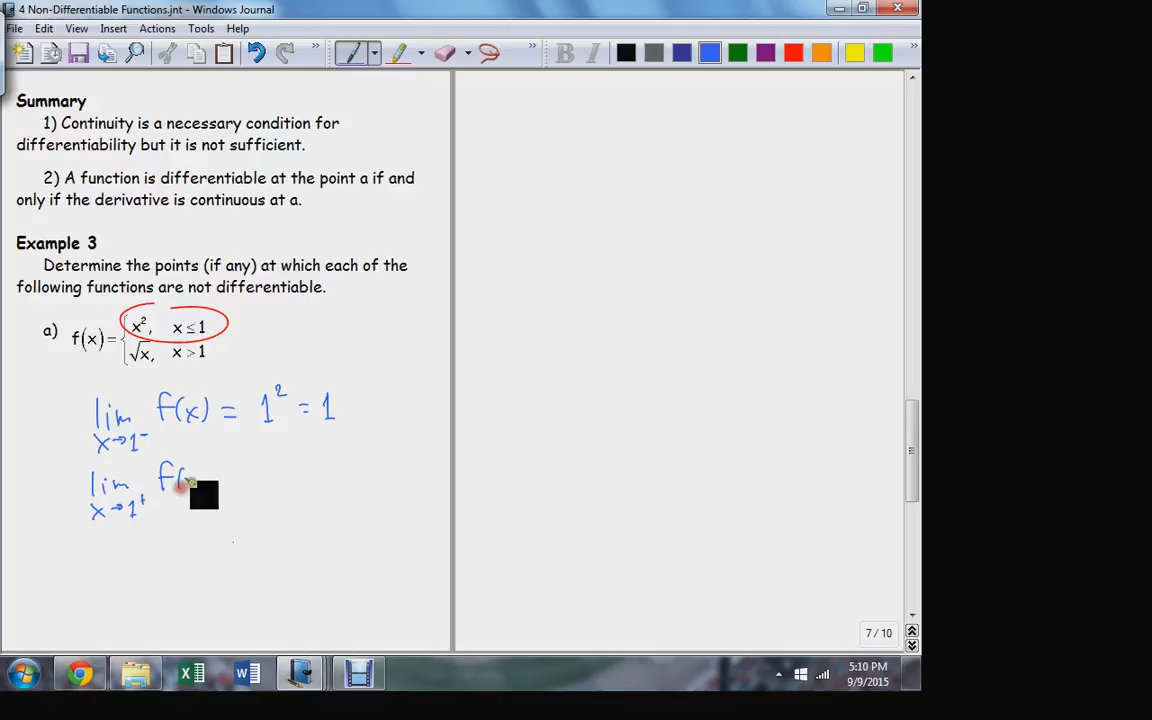 4 Non-Differentiable Functions.jnt - Windows Journal
File Edit View Insert Actions Tools Help
Summary
1) Continuity is a necessary condition for
differentiability but it is not sufficient.
2) A function is differentiable at the point a if and
only if the derivative is continuous at a.
Example 3
Determine the points (if any) at which each of the
following functions are not differentiable.
a) f(x) = { x², x ≤ 1
√x, x > 1
lim f(x) = 1² = 1
x→1⁻
lim f(x
x→1⁺
7 / 10
5:10 PM
9/9/2015